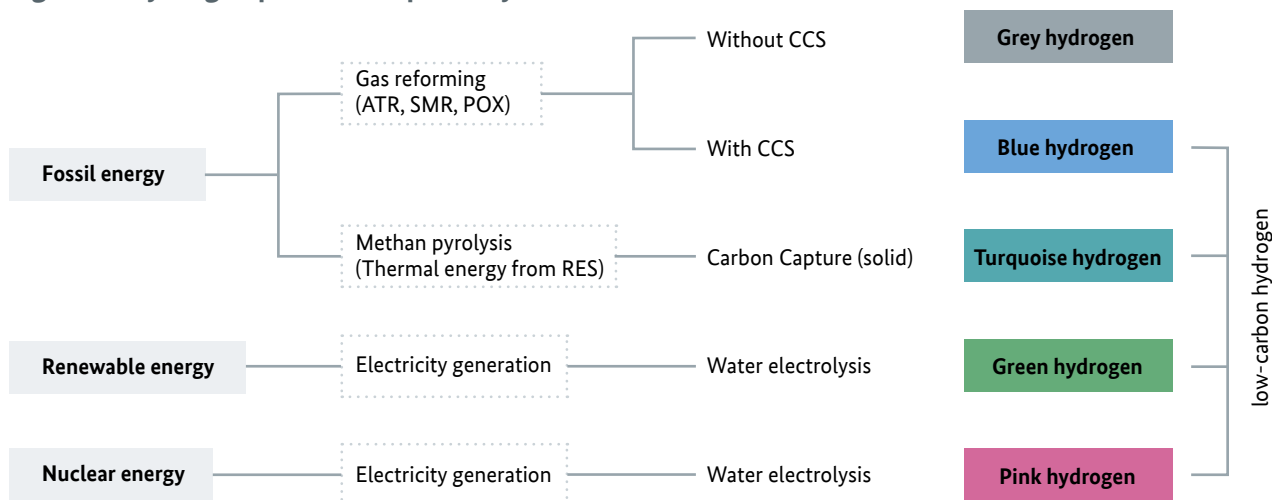 Without CCS
Grey hydrogen
Gas reforming
(ATR, SMR, POX)
With CCS
Blue hydrogen
Fossil energy
Methan pyrolysis
(Thermal energy from RES)
Carbon Capture (solid)
Turquoise hydrogen
low-carbon hydrogen
Renewable energy
Electricity generation
Water electrolysis
Green hydrogen
Nuclear energy
Electricity generation
Water electrolysis
Pink hydrogen